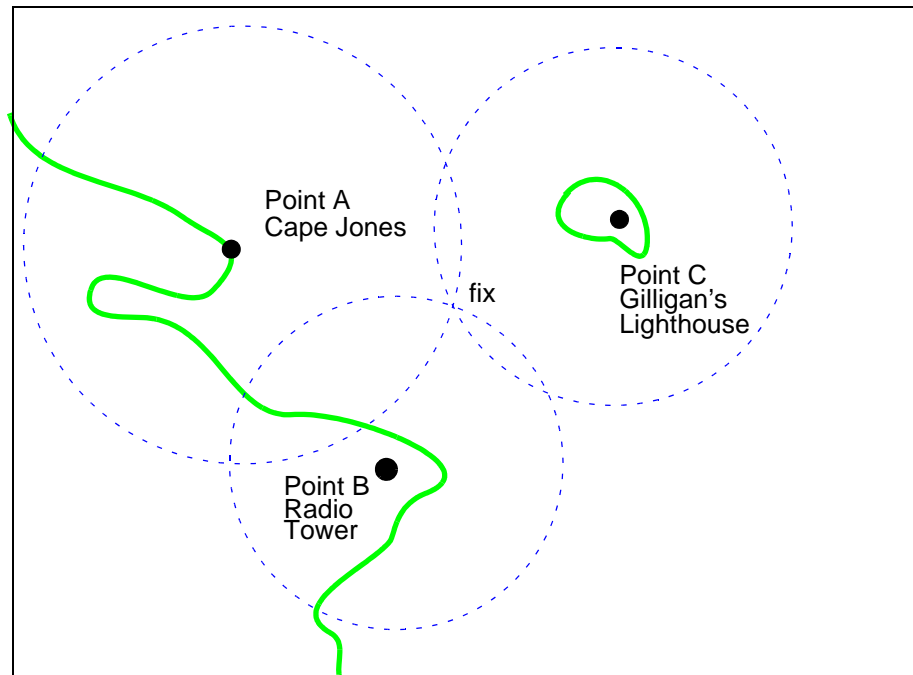 Point A
Cape Jones
fix
Point C
Gilligan’s
Lighthouse
Point B
Radio
Tower